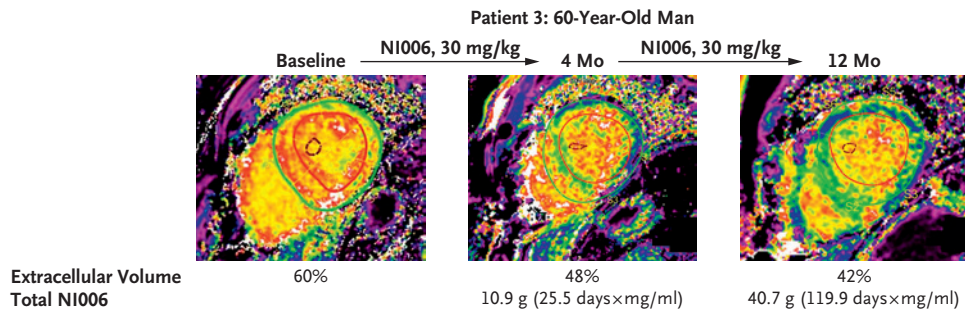 Patient 3: 60-Year-Old Man
Baseline NI006, 30 mg/kg 4 Mo NI006, 30 mg/kg 12 Mo
Extracellular Volume 60% 48% 42%
Total NI006 10.9 g (25.5 days×mg/ml) 40.7 g (119.9 days×mg/ml)